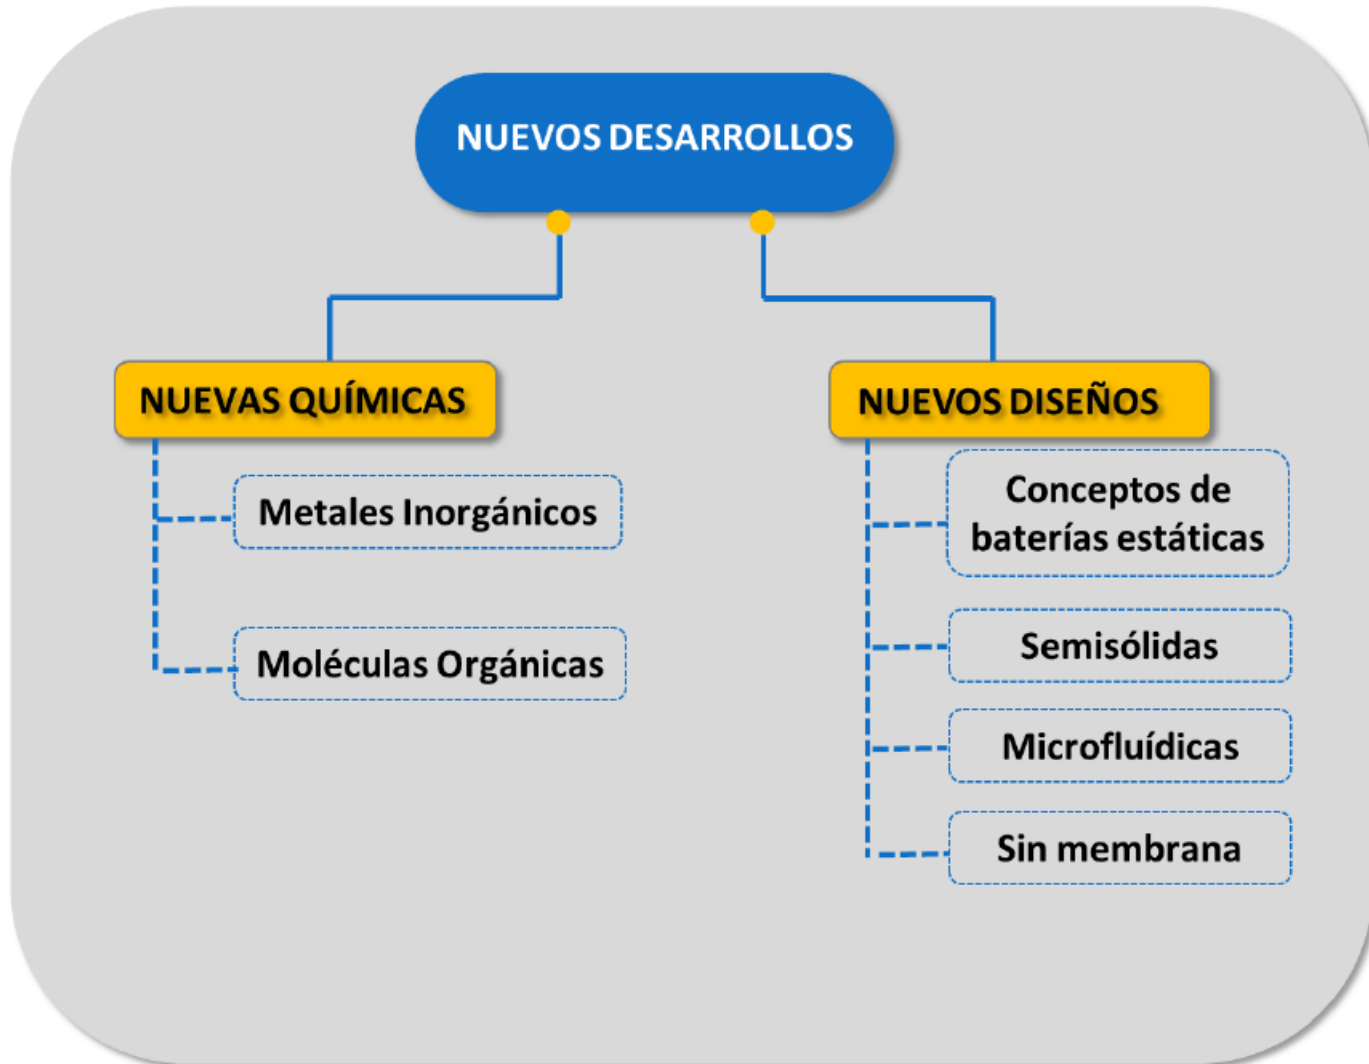 NUEVOS DESARROLLOS
NUEVAS QUÍMICAS
Metales Inorgánicos
Moléculas Orgánicas
NUEVOS DISEÑOS
Conceptos de
baterías estáticas
Semisólidas
Microfluídicas
Sin membrana